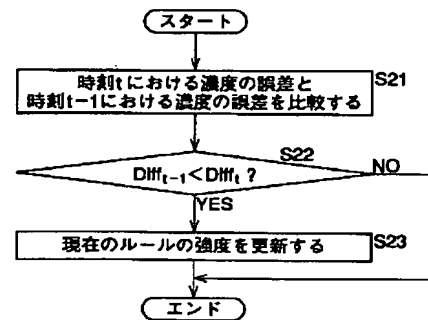 スタート
時刻tにおける濃度の誤差と
時刻t−1における濃度の誤差を比較する
S21
S22
Diff_{t−1}<Diff_t ?
NO
YES
現在のルールの強度を更新する
S23
エンド